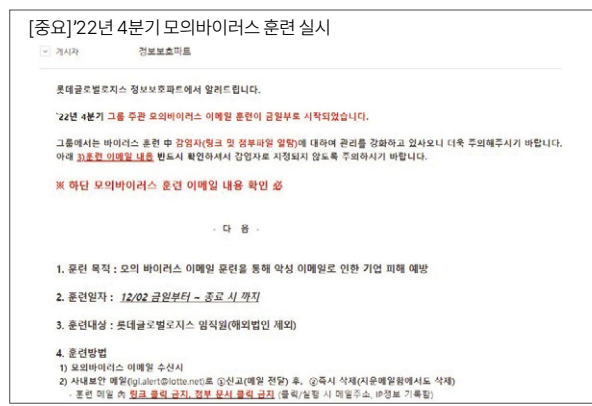 [중요]'22년 4분기 모의바이러스 훈련 실시
게시자 정보보호파트
롯데글로벌로지스 정보보호파트에서 알려드립니다.
'22년 4분기 그룹 주관 모의바이러스 이메일 훈련이 금일부로 시작되었습니다.
그룹에서는 바이러스 훈련 中 감염자(링크 및 첨부파일 열람)에 대하여 관리를 강화하고 있사오니 더욱 주의해주시기 바랍니다.
아래 3)훈련 이메일 내용 반드시 확인하셔서 감염자로 지정되지 않도록 주의하시기 바랍니다.
※ 하단 모의바이러스 훈련 이메일 내용 확인 必
- 다 음 -
1. 훈련 목적 : 모의 바이러스 이메일 훈련을 통해 악성 이메일로 인한 기업 피해 예방
2. 훈련일자 : 12/02 금일부터 ~ 종료 시 까지
3. 훈련대상 : 롯데글로벌로지스 임직원(해외법인 제외)
4. 훈련방법
1) 모의바이러스 이메일 수신시
2) 사내보안 메일(lgl.alert@lotte.net)로 ①신고(메일 전달) 후, ②즉시 삭제(지운메일함에서도 삭제)
- 훈련 메일 內 링크 클릭 금지, 첨부 문서 클릭 금지 (클릭/실행 시 메일주소, IP정보 기록됨)